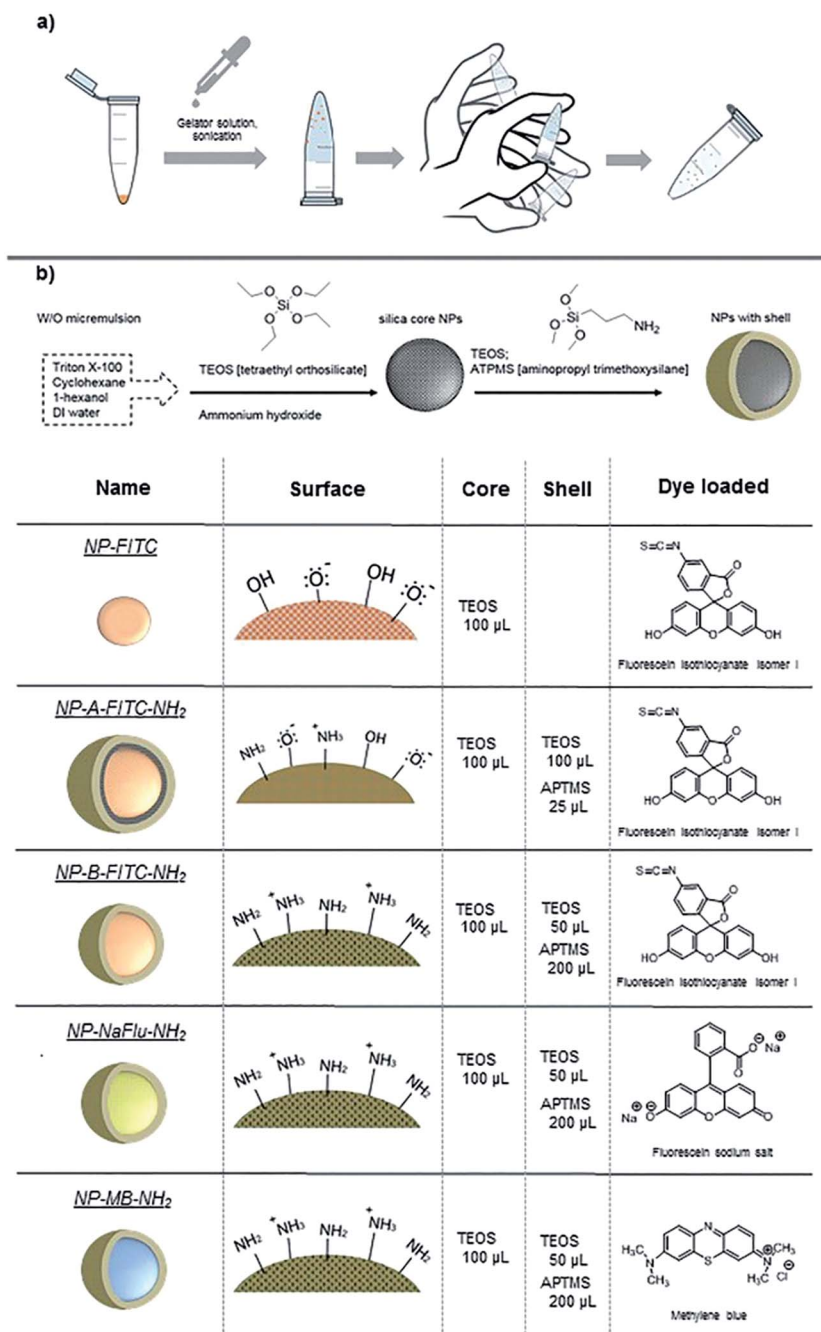 a)
Gelator solution,
sonication
b)
W/O micremulsion
Triton X-100
Cyclohexane
1-hexanol
DI water
TEOS [tetraethyl orthosilicate]
Ammonium hydroxide
silica core NPs
TEOS;
ATPMS [aminopropyl trimethoxysilane]
NPs with shell
O O Si O O
O Si O O NH₂
Name Surface Core Shell Dye loaded
NP-FITC
OH :Ö:⁻ OH :Ö:⁻
TEOS
100 µL
S=C=N
O
O
HO O OH
Fluorescein Isothiocyanate Isomer I
NP-A-FITC-NH₂
NH₂ :Ö:⁻ ⁺NH₃ OH :Ö:⁻
TEOS
100 µL
TEOS
100 µL
APTMS
25 µL
S=C=N
O
O
HO O OH
Fluorescein Isothiocyanate Isomer I
NP-B-FITC-NH₂
NH₂ ⁺NH₃ NH₂ ⁺NH₃ NH₂
TEOS
100 µL
TEOS
50 µL
APTMS
200 µL
S=C=N
O
O
HO O OH
Fluorescein Isothiocyanate Isomer I
NP-NaFlu-NH₂
NH₂ ⁺NH₃ NH₂ ⁺NH₃ NH₂
TEOS
100 µL
TEOS
50 µL
APTMS
200 µL
O⊖ Na⊕
O
Na⊕
⊖O O O
Fluorescein sodium salt
NP-MB-NH₂
NH₂ ⁺NH₃ NH₂ ⁺NH₃ NH₂
TEOS
100 µL
TEOS
50 µL
APTMS
200 µL
N
H₃C N S N⊕ CH₃
CH₃ H₃C Cl⊖
Methylene blue